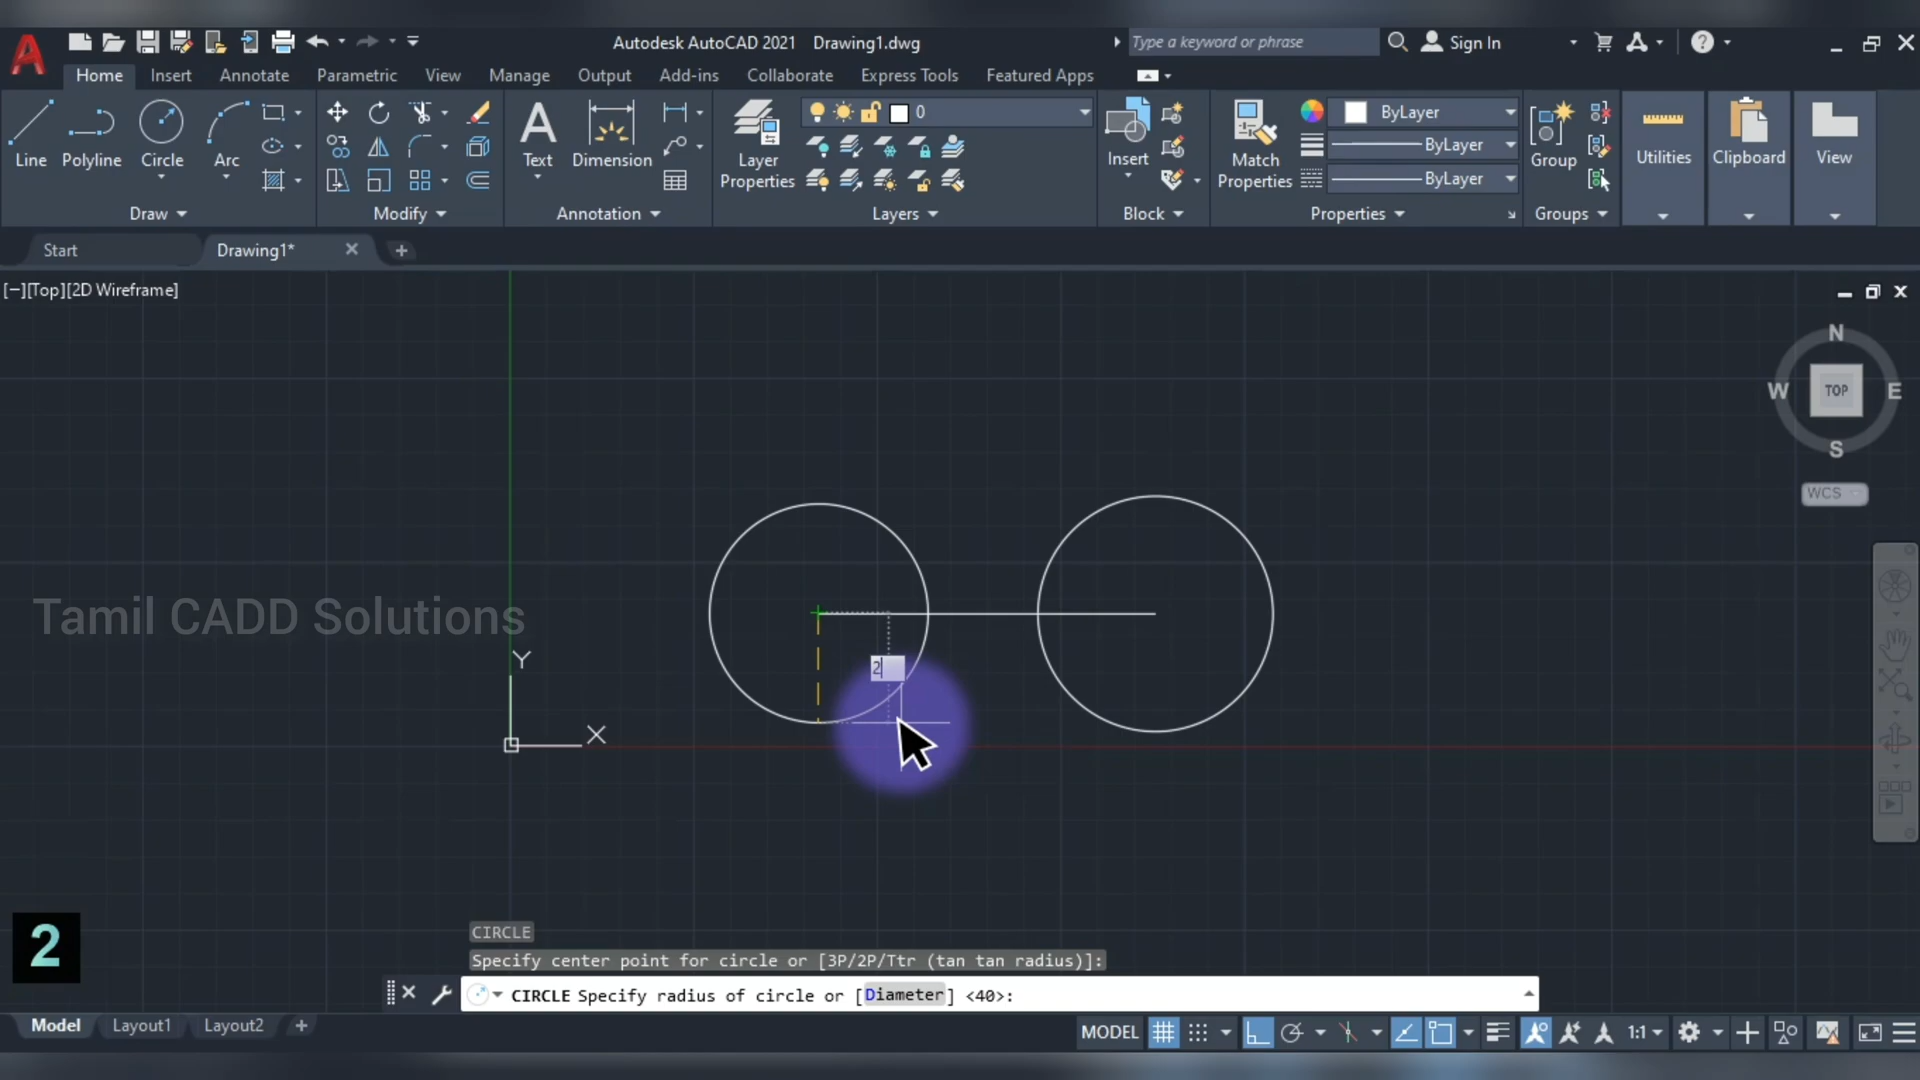 Autodesk AutoCAD 2021 Drawing1.dwg
Type a keyword or phrase
Sign In
Home Insert Annotate Parametric View Manage Output Add-ins Collaborate Express Tools Featured Apps
Line Polyline Circle Arc
Text Dimension
Layer Properties
0
Insert
Match Properties
ByLayer
ByLayer
ByLayer
Group
Utilities
Clipboard
View
Draw Modify Annotation Layers Block Properties Groups
Start Drawing1*
[−][Top][2D Wireframe]
N
W TOP E
S
WCS
Tamil CADD Solutions
Y
X
2
2
CIRCLE
Specify center point for circle or [3P/2P/Ttr (tan tan radius)]:
CIRCLE Specify radius of circle or [Diameter] <40>:
Model Layout1 Layout2
MODEL 1:1